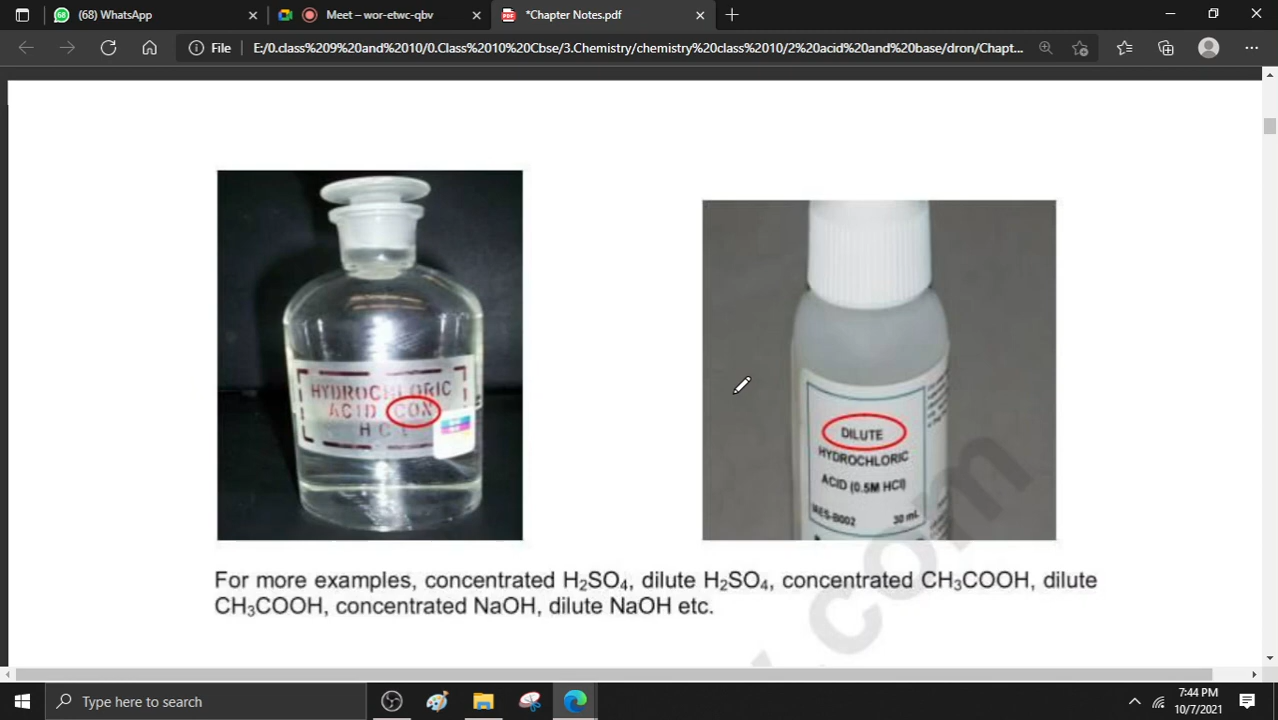 (68) WhatsApp
Meet – wor-etwc-qbv
*Chapter Notes.pdf
File
E:/0.class%209%20and%2010/0.Class%2010%20Cbse/3.Chemistry/chemistry%20class%2010/2%20acid%20and%20base/dron/Chapt...
HYDROCHLORIC
ACID CON
H C
DILUTE
HYDROCHLORIC
ACID (0.5M HCl)
MES-B002 30 mL
For more examples, concentrated H₂SO₄, dilute H₂SO₄, concentrated CH₃COOH, dilute
CH₃COOH, concentrated NaOH, dilute NaOH etc.
.com
Type here to search
7:44 PM
10/7/2021